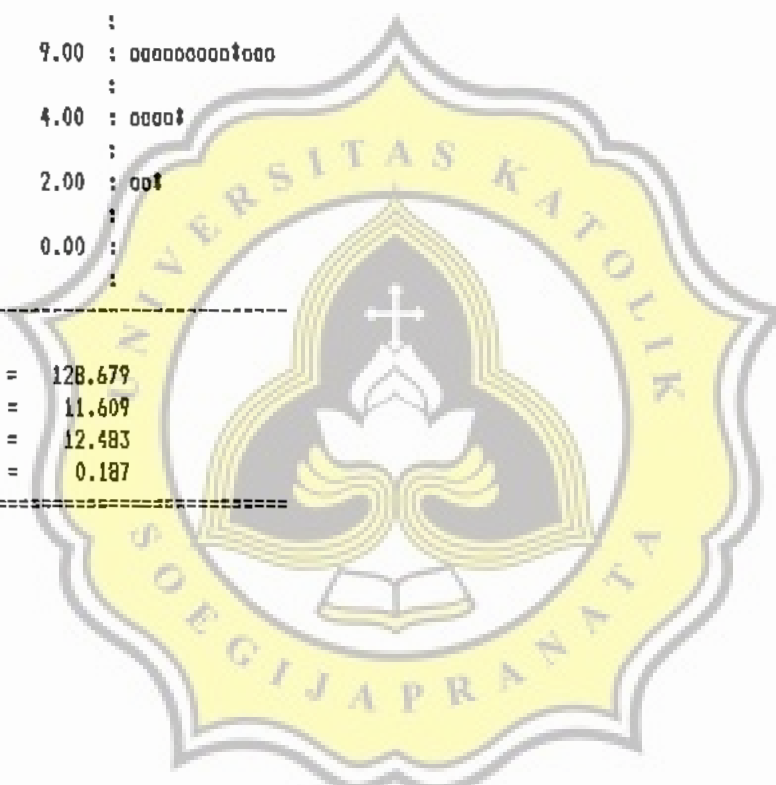 :
9.00 : ooooooooo*ooo
:
4.00 : oooo*
:
2.00 : oo*
:
0.00 :
:
------------------------------
= 128.679
= 11.609
= 12.483
= 0.187
==============================
UNIVERSITAS KATOLIK
SOEGIJAPRANATA